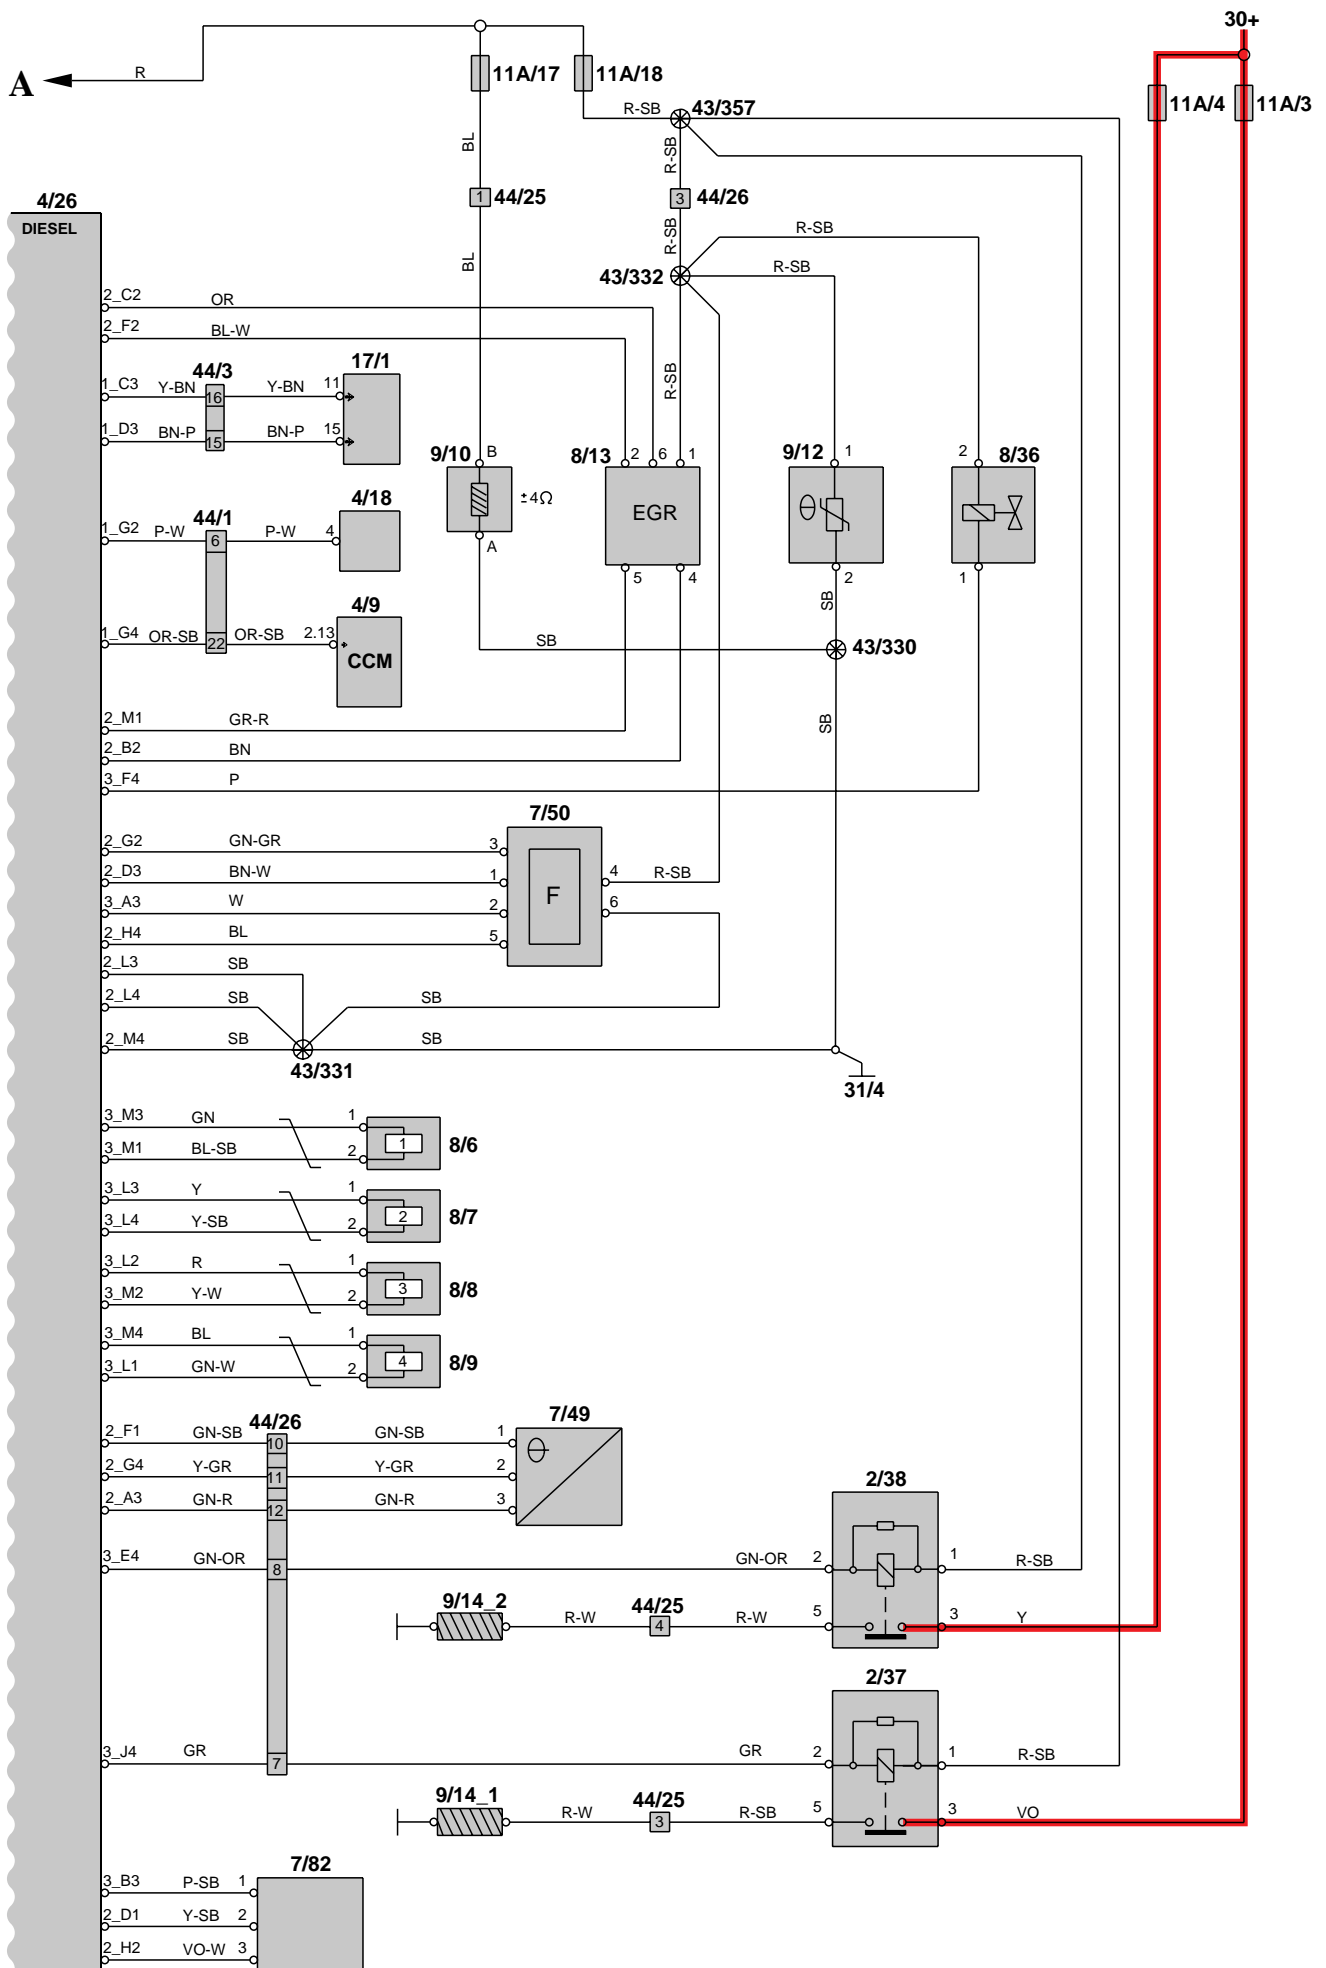 30+
A R 11A/17 11A/18 11A/4 11A/3
R-SB 43/357
BL R-SB
1 44/25 3 44/26
4/26
DIESEL
BL R-SB R-SB
43/332 R-SB
2_C2 OR
2_F2 BL-W
17/1
44/3
1_C3 Y-BN 16 Y-BN 11
R-SB
1_D3 BN-P 15 BN-P 15
9/10 B 8/13 2 6 1 9/12 1 2 8/36
±4Ω EGR Θ
4/18
44/1
1_G2 P-W 6 P-W 4
A 5 4 2 1
SB
4/9
1_G4 OR-SB 22 OR-SB 2.13
CCM
SB 43/330
SB
2_M1 GR-R
2_B2 BN
3_F4 P
7/50
2_G2 GN-GR 3
2_D3 BN-W 1 4 R-SB
F
3_A3 W 2 6
2_H4 BL 5
2_L3 SB
2_L4 SB SB
2_M4 SB SB
43/331
31/4
3_M3 GN 1
1 8/6
3_M1 BL-SB 2
3_L3 Y 1
2 8/7
3_L4 Y-SB 2
3_L2 R 1
3 8/8
3_M2 Y-W 2
3_M4 BL 1
4 8/9
3_L1 GN-W 2
7/49
44/26
2_F1 GN-SB 10 GN-SB 1
Θ
2_G4 Y-GR 11 Y-GR 2
2/38
2_A3 GN-R 12 GN-R 3
3_E4 GN-OR 8 GN-OR 2 1 R-SB
9/14_2 R-W 44/25 4 R-W 5 3 Y
2/37
3_J4 GR 7 GR 2 1 R-SB
9/14_1 R-W 44/25 3 R-SB 5 3 VO
7/82
3_B3 P-SB 1
2_D1 Y-SB 2
2_H2 VO-W 3